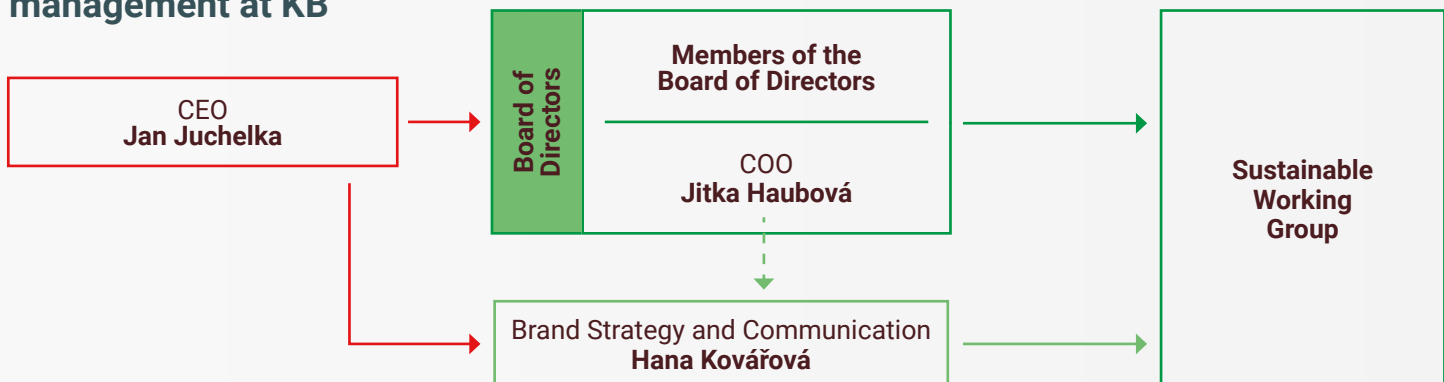 management at KB
CEO
Jan Juchelka
Board of
Directors
Members of the
Board of Directors
COO
Jitka Haubová
Sustainable
Working
Group
Brand Strategy and Communication
Hana Kovářová